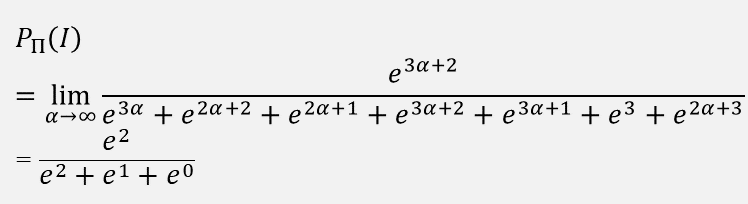 P_Π(I)
= lim_{α→∞} e^{3α+2} / (e^{3α} + e^{2α+2} + e^{2α+1} + e^{3α+2} + e^{3α+1} + e^3 + e^{2α+3})
= e^2 / (e^2 + e^1 + e^0)